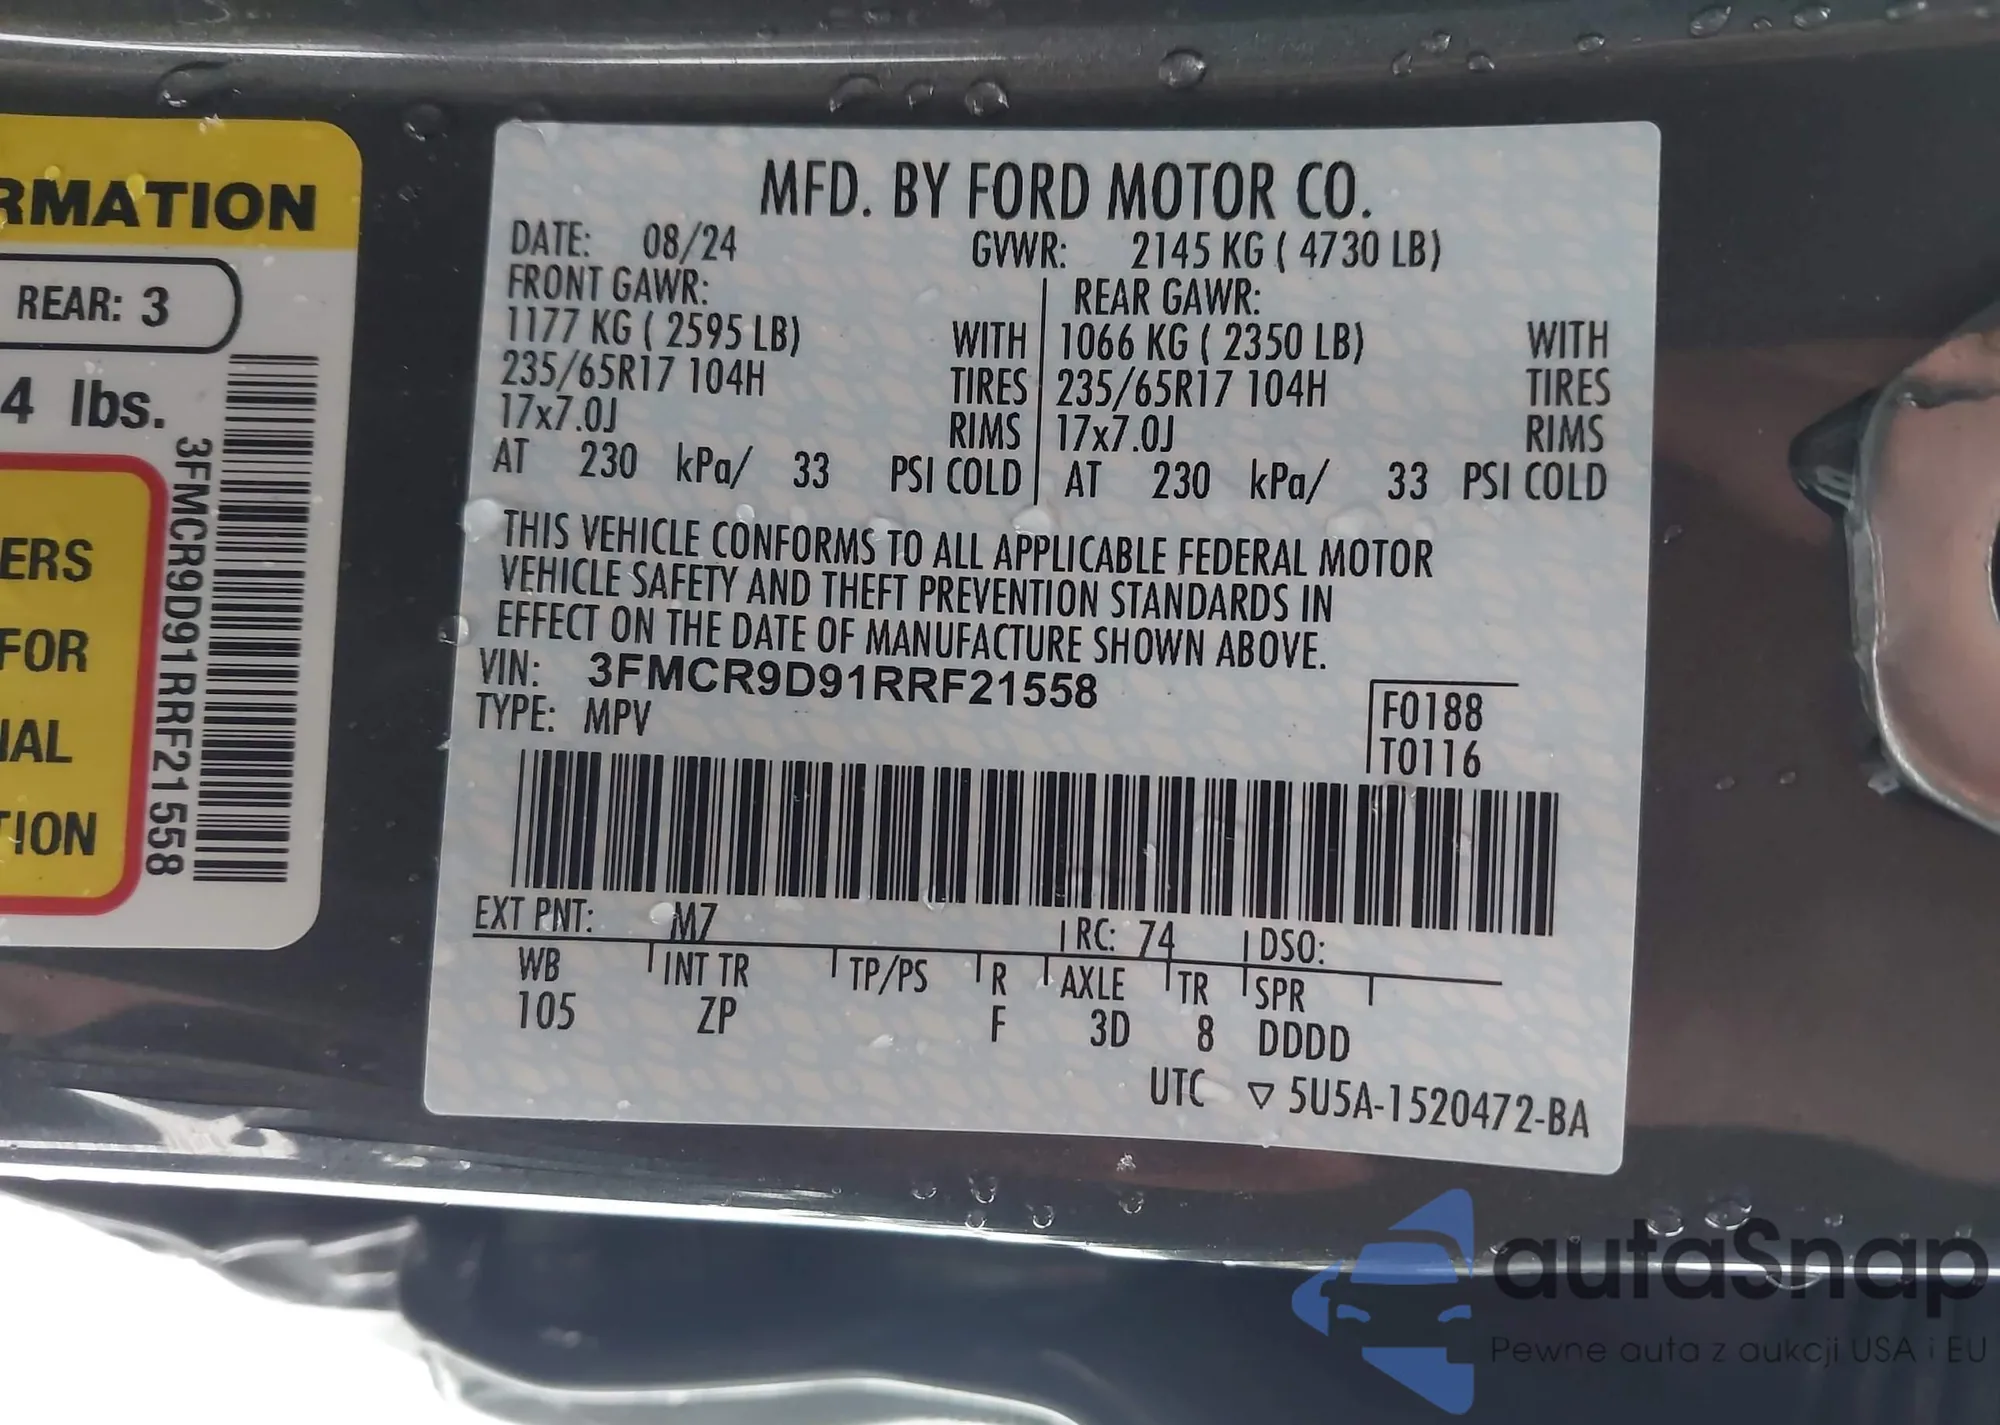 RMATION
REAR: 3
4 lbs.
ERS
FOR
IAL
TION
3FMCR9D91RRF21558
MFD. BY FORD MOTOR CO.
DATE: 08/24 GVWR: 2145 KG ( 4730 LB)
FRONT GAWR: REAR GAWR:
1177 KG ( 2595 LB) WITH 1066 KG ( 2350 LB) WITH
235/65R17 104H TIRES 235/65R17 104H TIRES
17x7.0J RIMS 17x7.0J RIMS
AT 230 kPa/ 33 PSI COLD AT 230 kPa/ 33 PSI COLD
THIS VEHICLE CONFORMS TO ALL APPLICABLE FEDERAL MOTOR
VEHICLE SAFETY AND THEFT PREVENTION STANDARDS IN
EFFECT ON THE DATE OF MANUFACTURE SHOWN ABOVE.
VIN: 3FMCR9D91RRF21558
TYPE: MPV
F0188
T0116
EXT PNT: M7 RC: 74 DSO:
WB INT TR TP/PS R AXLE TR SPR
105 ZP F 3D 8 DDDD
UTC ▽ 5U5A-1520472-BA
autaSnap
Pewne auta z aukcji USA i EU